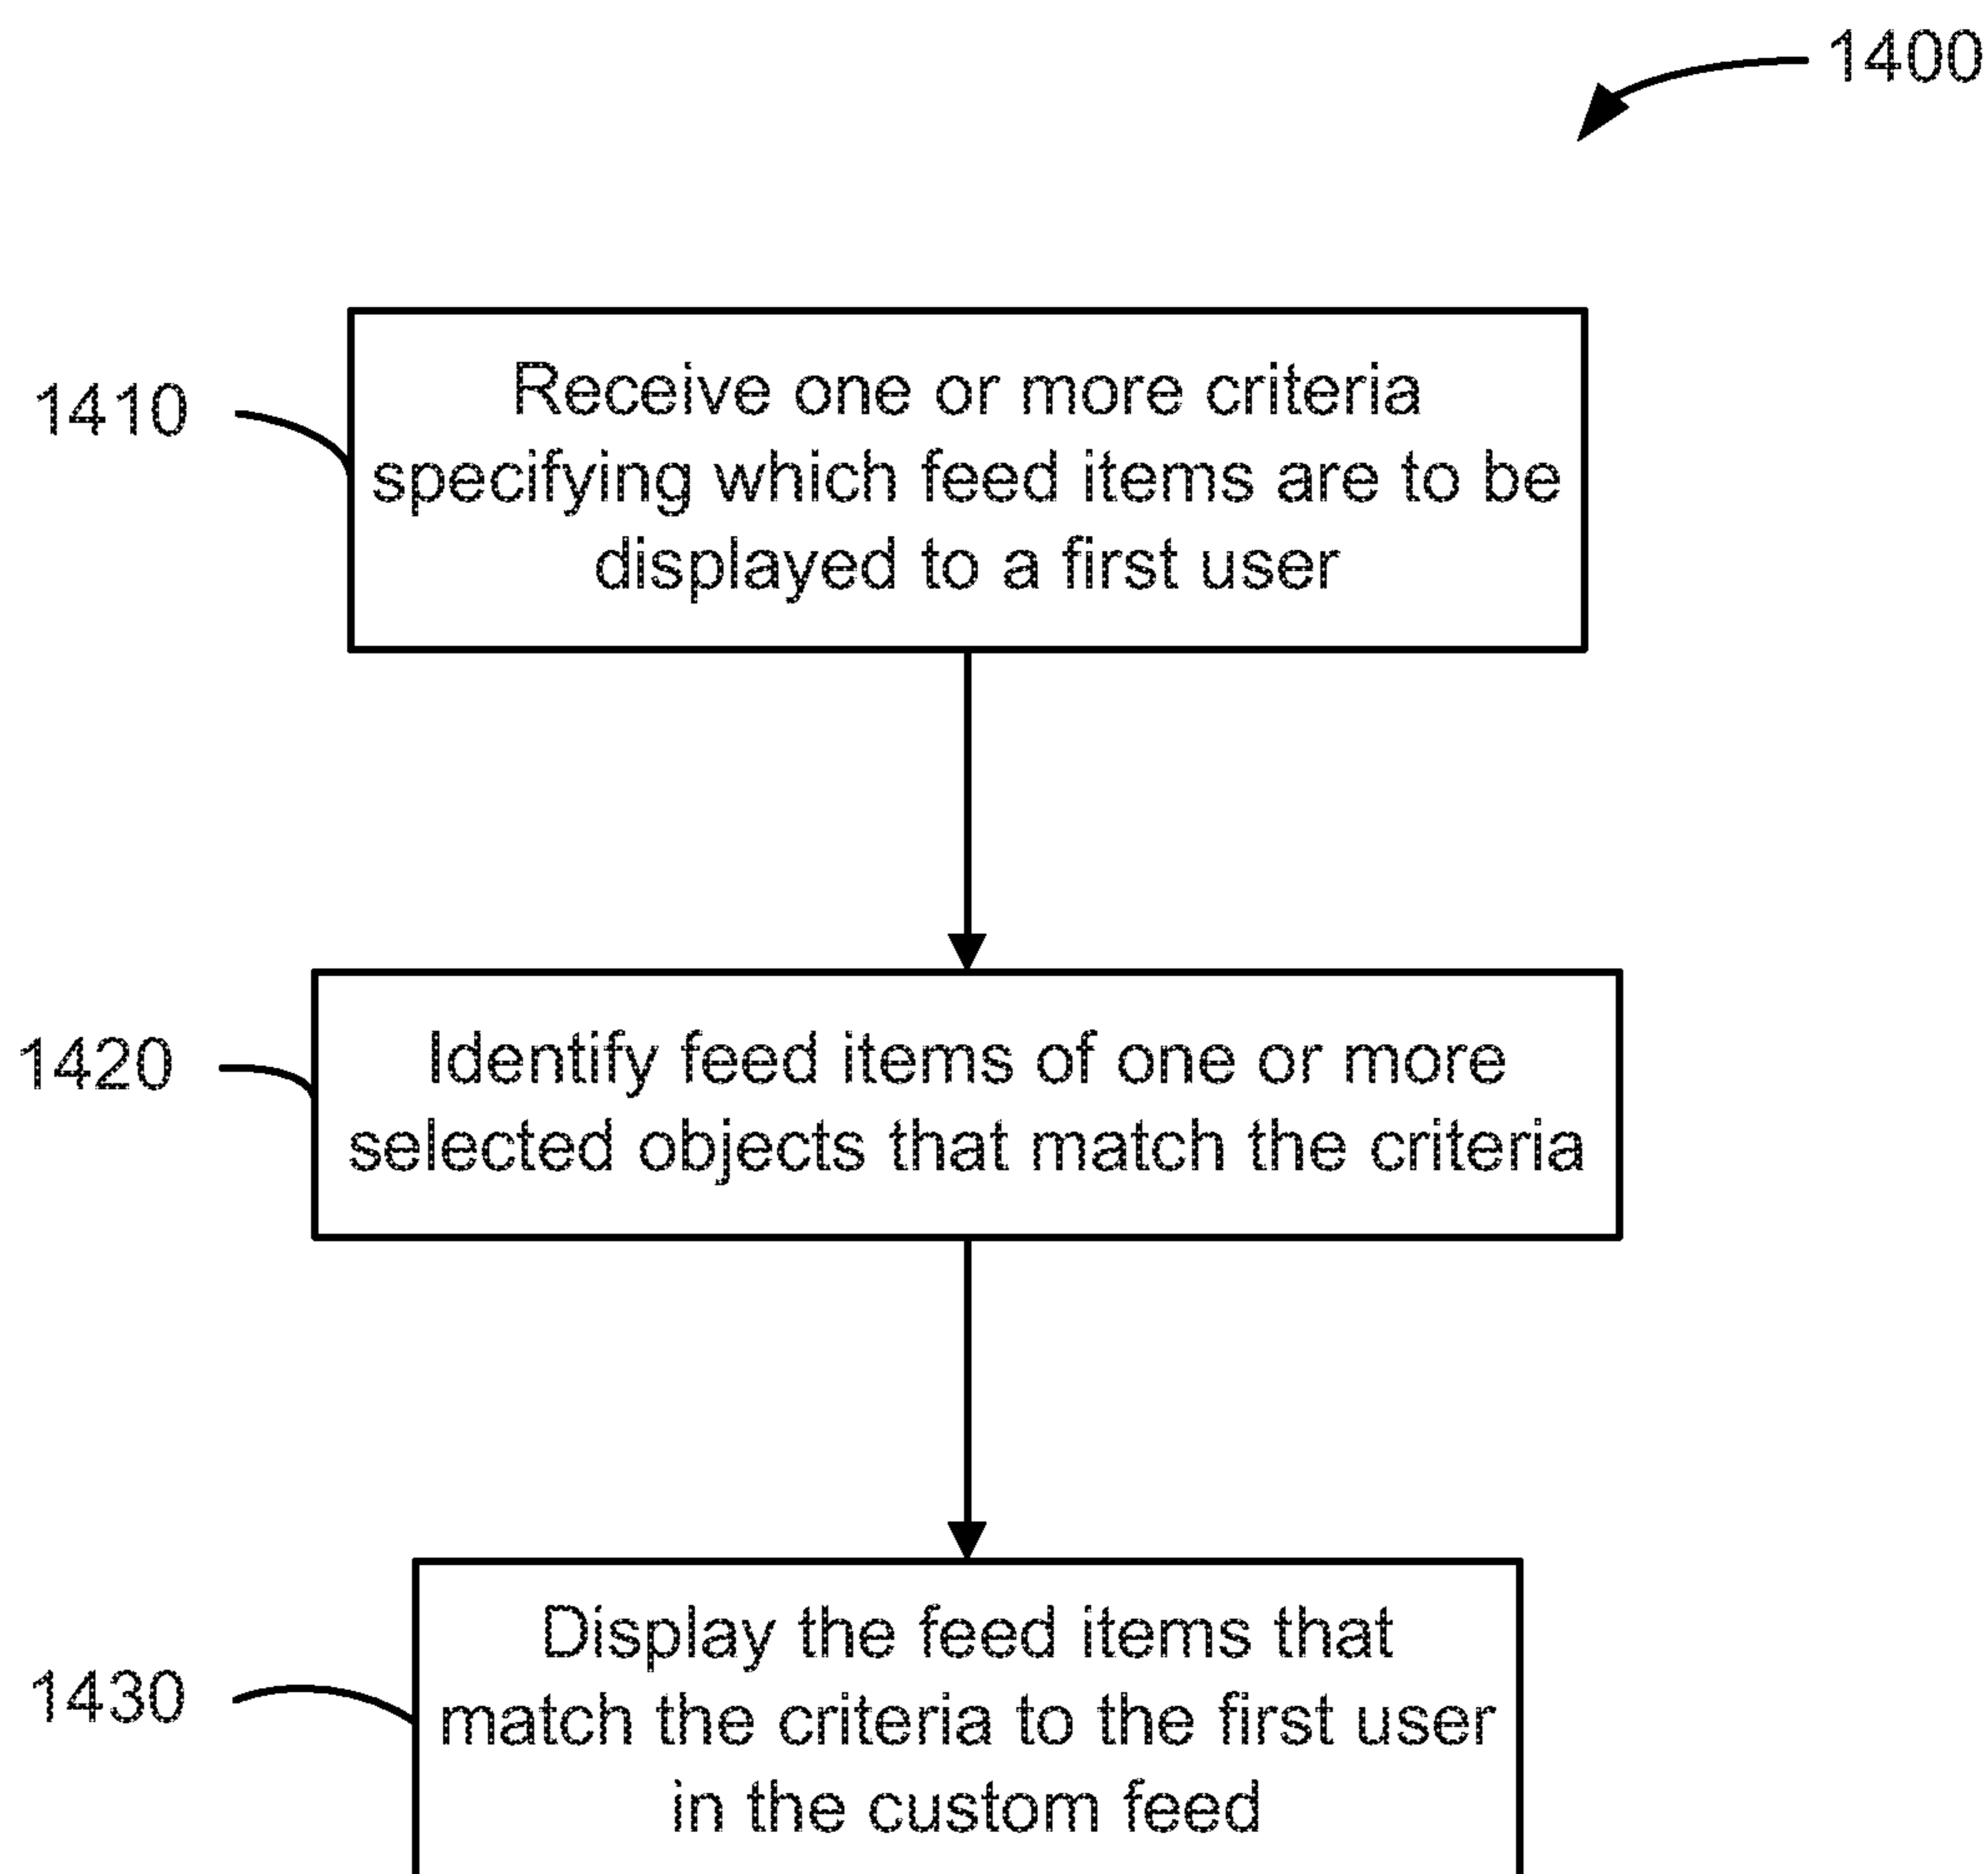 1400
1410
Receive one or more criteria
specifying which feed items are to be
displayed to a first user
1420
Identify feed items of one or more
selected objects that match the criteria
1430
Display the feed items that
match the criteria to the first user
in the custom feed